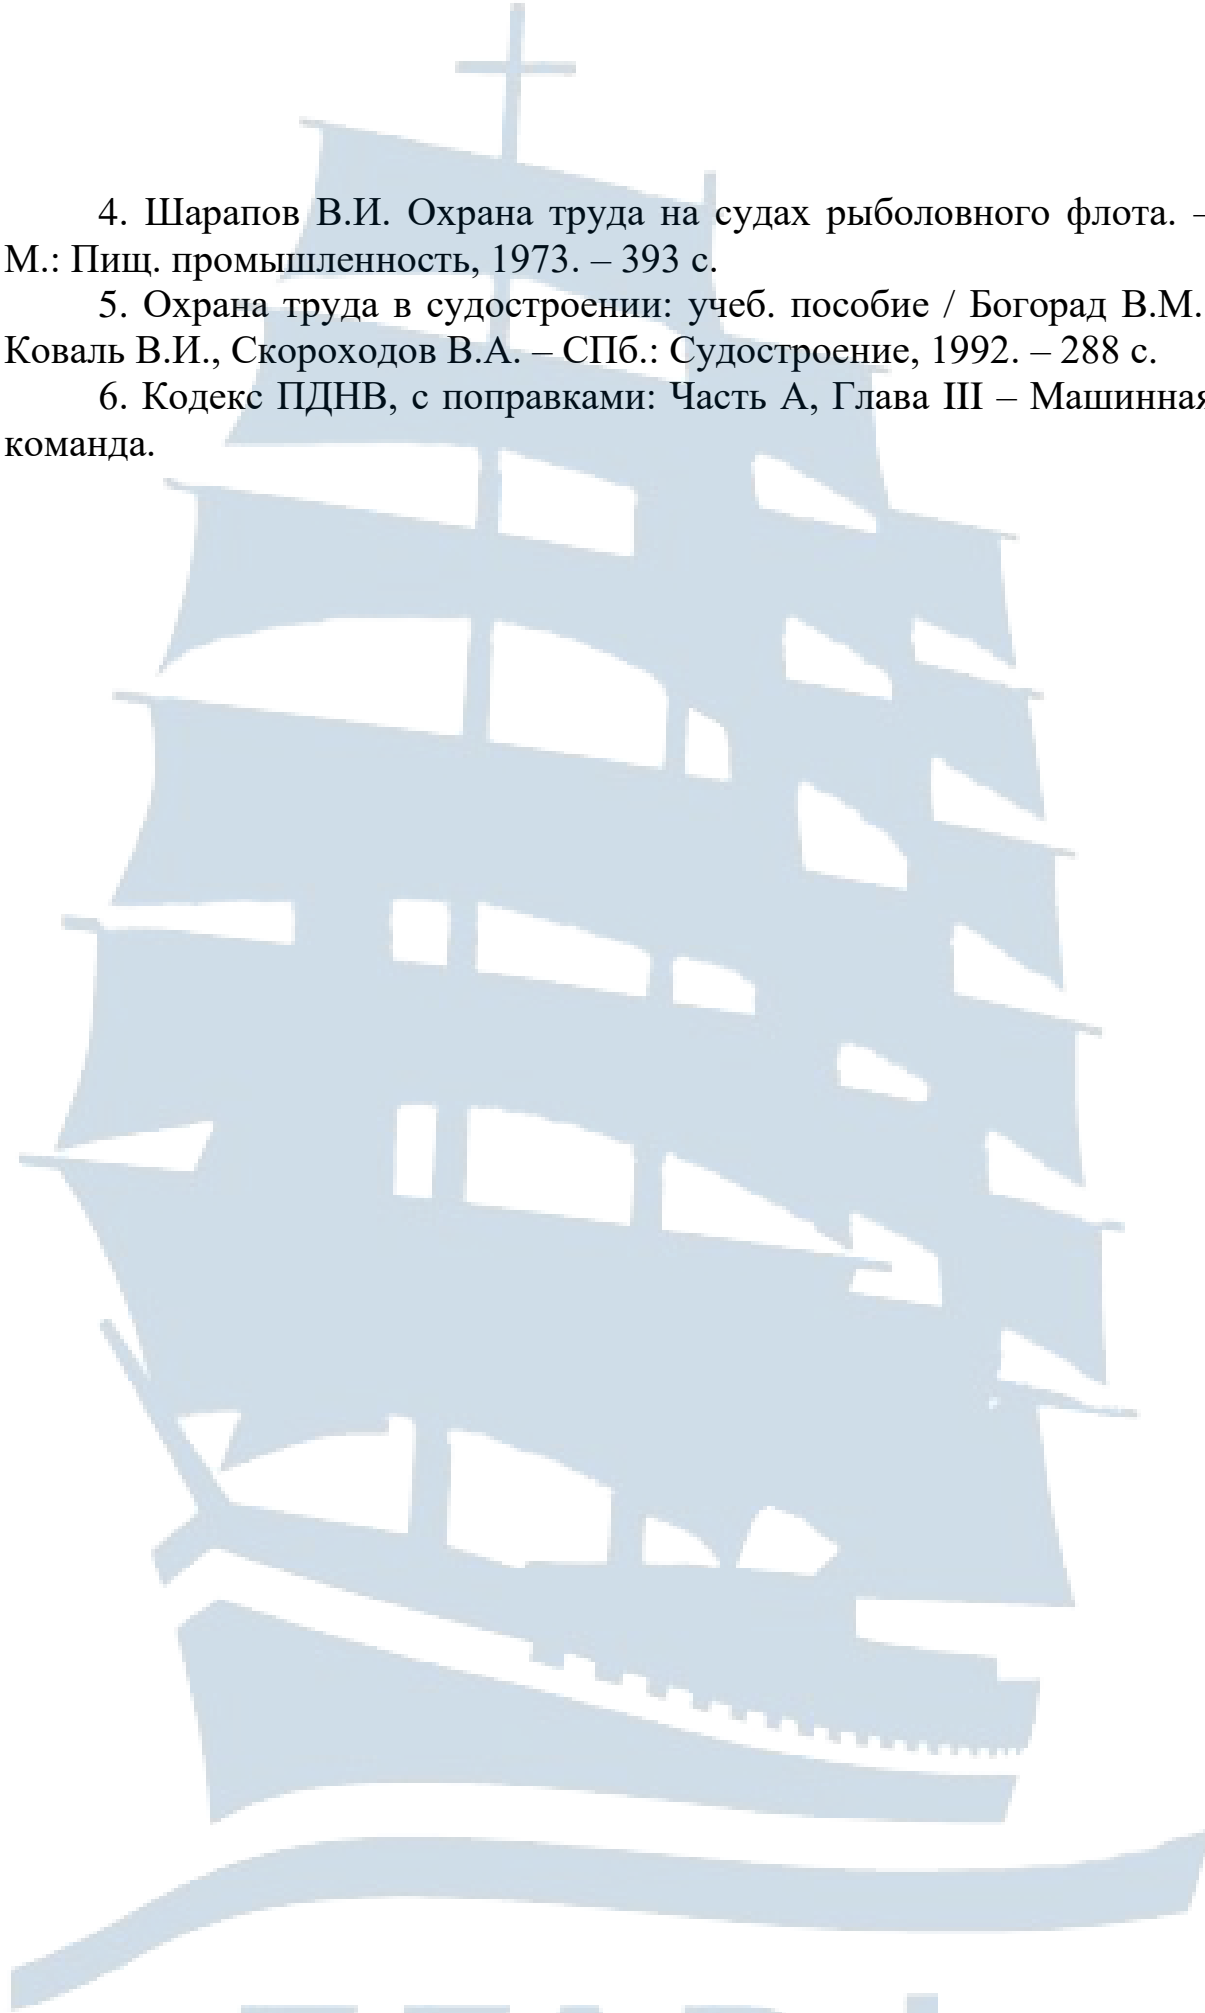 4. Шарапов В.И. Охрана труда на судах рыболовного флота. –
М.: Пищ. промышленность, 1973. – 393 с.
5. Охрана труда в судостроении: учеб. пособие / Богорад В.М.
Коваль В.И., Скороходов В.А. – СПб.: Судостроение, 1992. – 288 с.
6. Кодекс ПДНВ, с поправками: Часть А, Глава III – Машинная
команда.